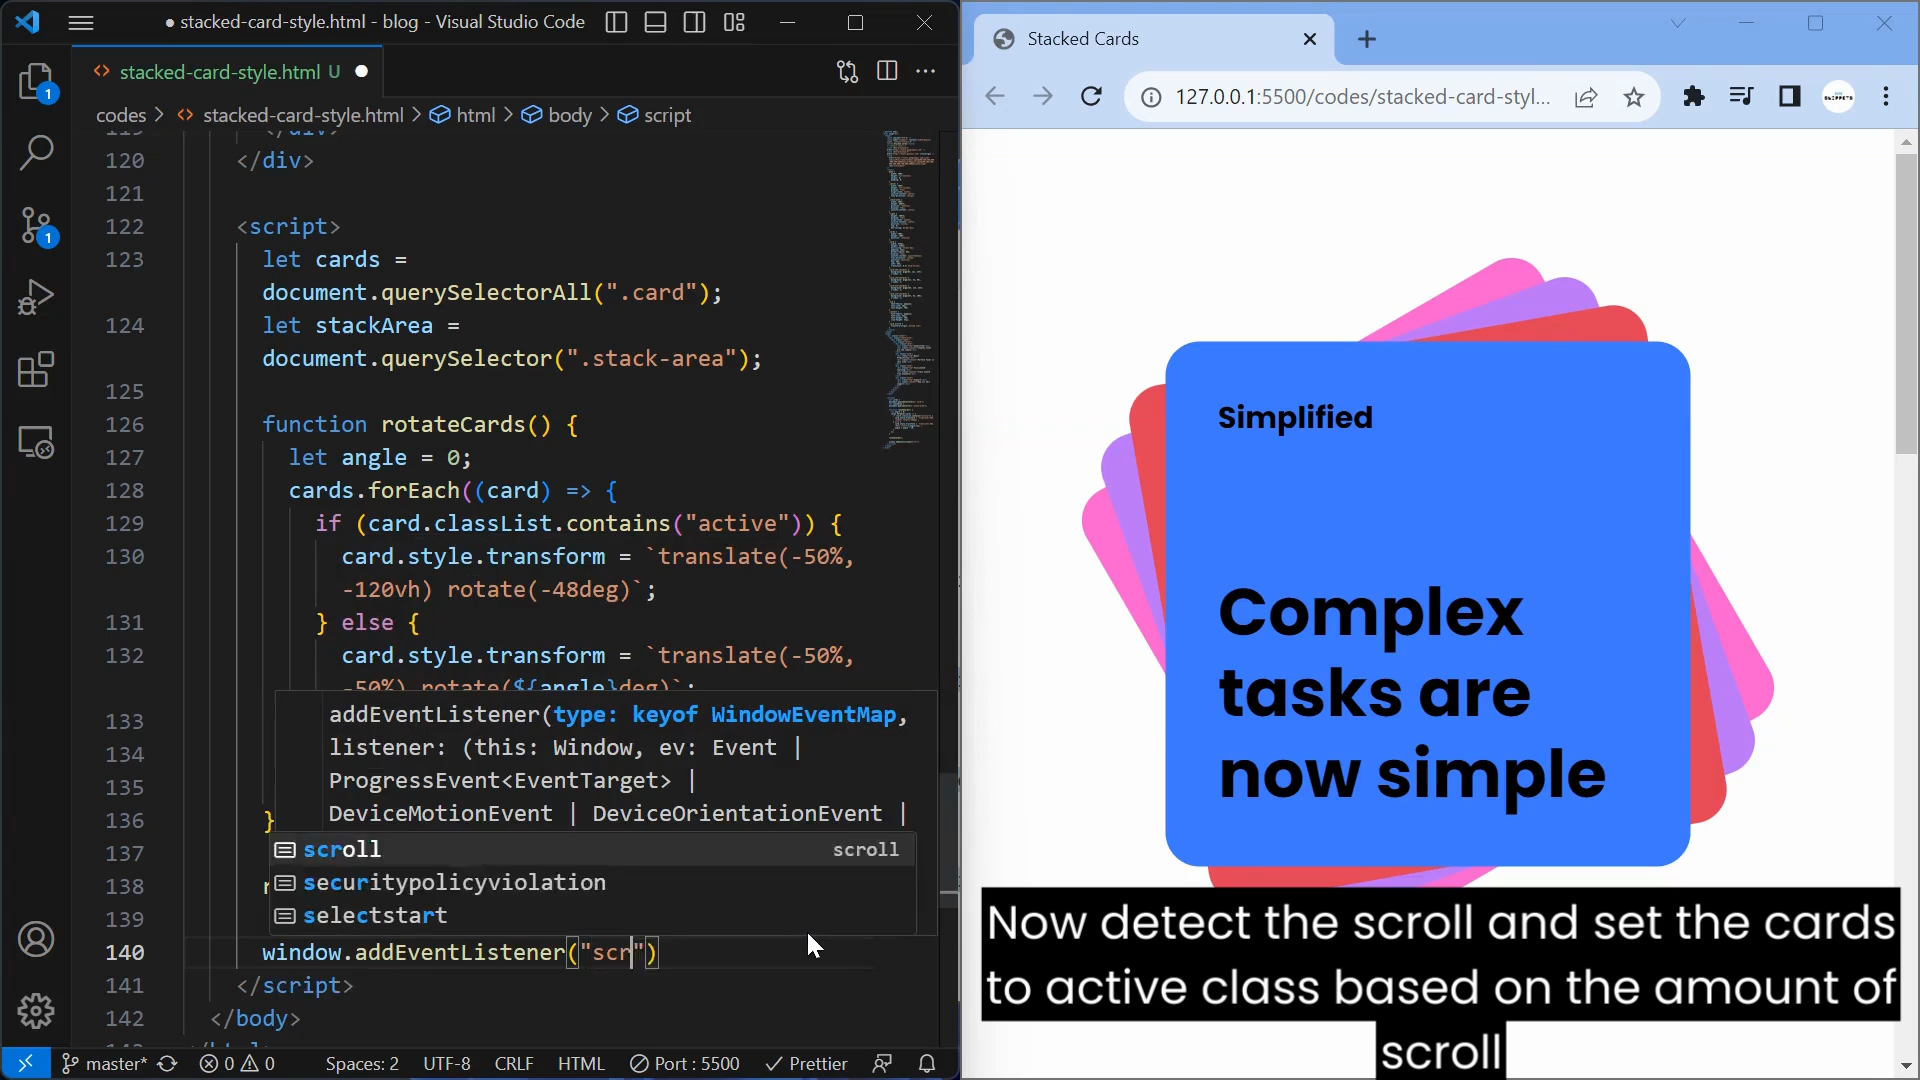 stacked-card-style.html - blog - Visual Studio Code
stacked-card-style.html U
codes > stacked-card-style.html > html > body > script
120 </div>
121
122 <script>
123 let cards =
document.querySelectorAll(".card");
124 let stackArea =
document.querySelector(".stack-area");
125
126 function rotateCards() {
127 let angle = 0;
128 cards.forEach((card) => {
129 if (card.classList.contains("active")) {
130 card.style.transform = `translate(-50%,
-120vh) rotate(-48deg)`;
131 } else {
132 card.style.transform = `translate(-50%,
-50%) rotate(${angle}deg)`;
133 addEventListener(type: keyof WindowEventMap,
134 listener: (this: Window, ev: Event |
135 ProgressEvent<EventTarget> |
136 } DeviceMotionEvent | DeviceOrientationEvent |
137 scroll scroll
138 r securitypolicyviolation
139 selectstart
140 window.addEventListener("scr")
141 </script>
142 </body>
1
1
master* 0 0 Spaces: 2 UTF-8 CRLF HTML Port : 5500 Prettier
Stacked Cards
127.0.0.1:5500/codes/stacked-card-styl...
Simplified
Complex
tasks are
now simple
Now detect the scroll and set the cards
to active class based on the amount of
scroll